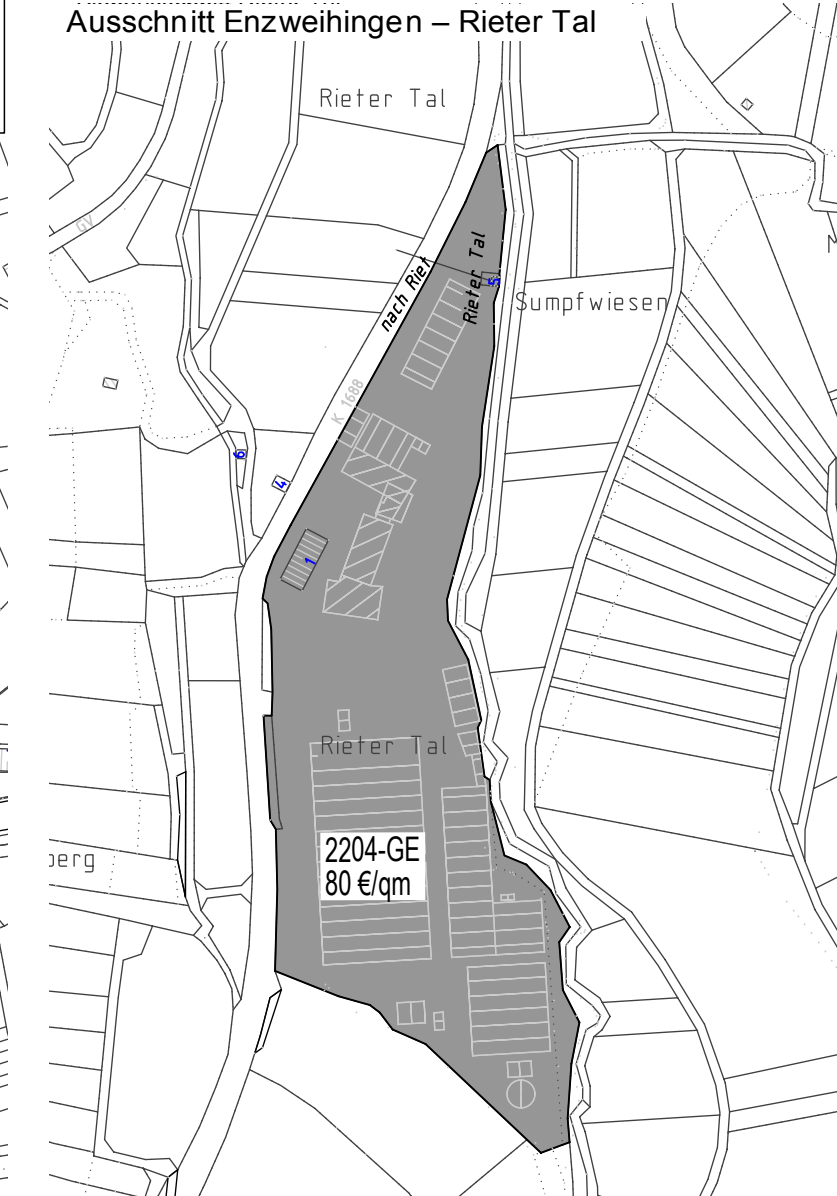 Ausschnitt Enzweihingen – Rieter Tal
Rieter Tal
GV
nach Riet
Rieter Tal
5
Sumpfwiesen
K 1688
6
4
1
Rieter Tal
2204-GE
80 €/qm
berg